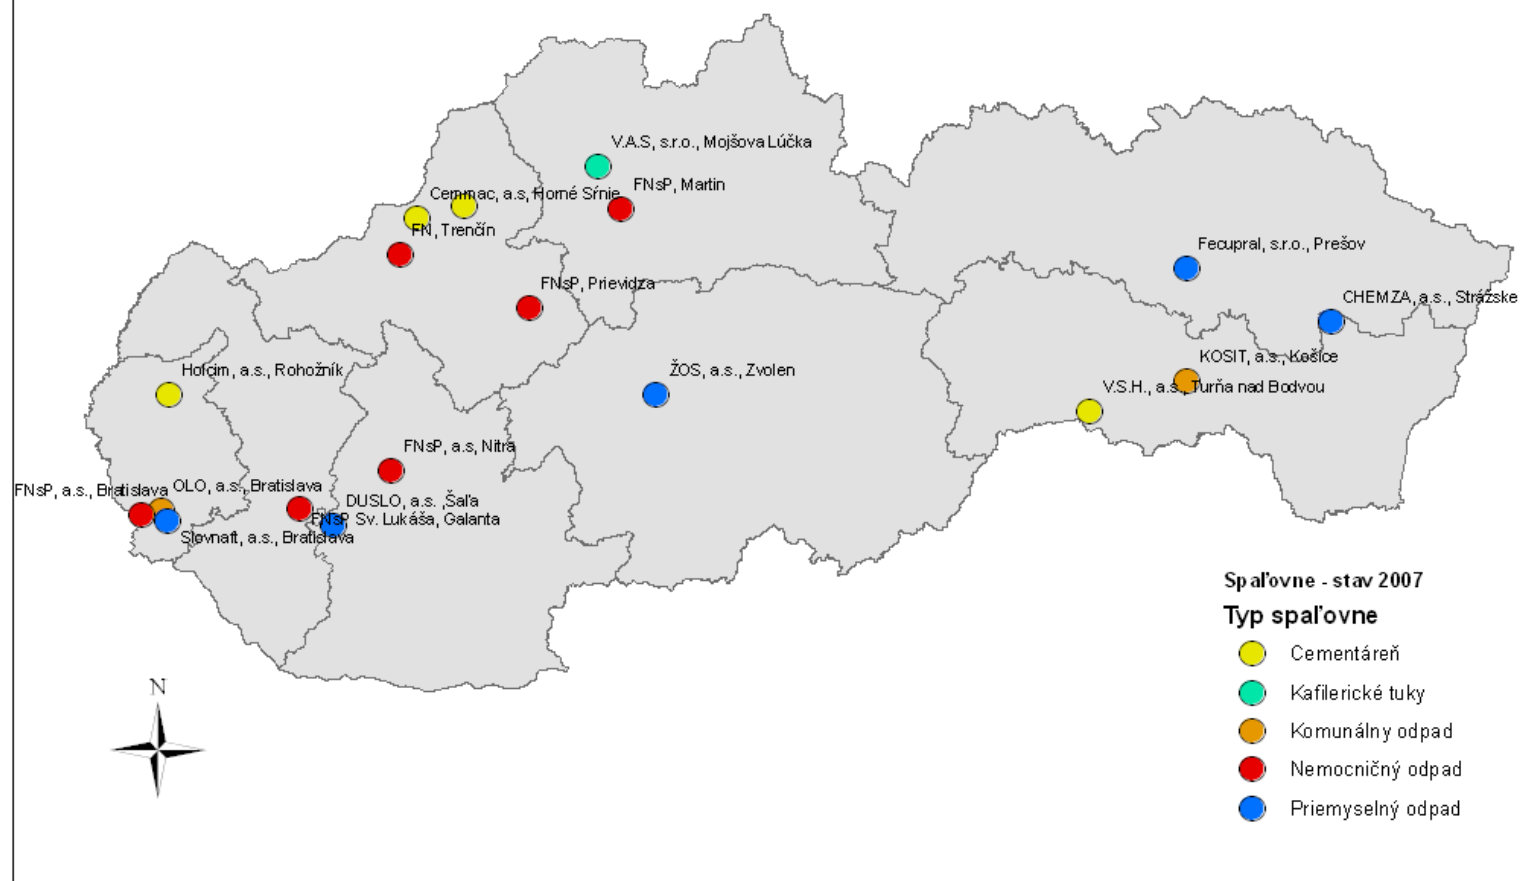 V.A.S, s.r.o., Mojšova Lúčka
FNsP, Martin
Cemmac, a.s, Horné Sŕnie
FN, Trenčín
Fecupral, s.r.o., Prešov
FNsP, Prievidza
CHEMZA, a.s., Strážske
KOSIT, a.s., Košice
Holcim, a.s., Rohožník
ŽOS, a.s., Zvolen
V.S.H., a.s., Turňa nad Bodvou
FNsP, a.s, Nitra
FNsP, a.s., Bratislava
OLO, a.s., Bratislava
DUSLO, a.s. ,Šaľa
FNsP Sv. Lukáša, Galanta
Slovnaft, a.s., Bratislava
Spaľovne - stav 2007
Typ spaľovne
Cementáreň
Kafilerické tuky
Komunálny odpad
Nemocničný odpad
Priemyselný odpad
N